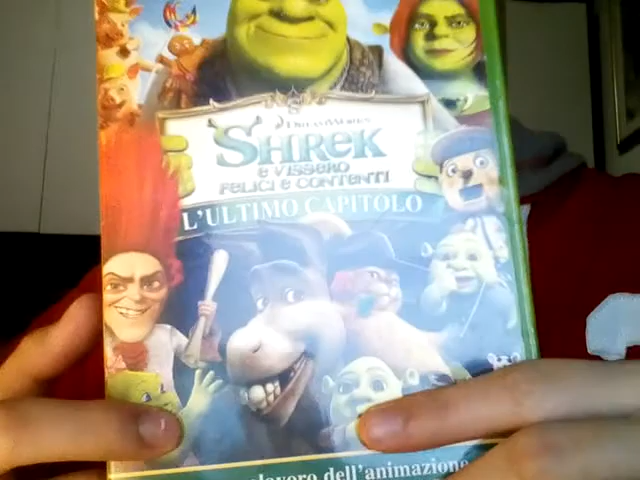 DREAMWORKS
SHREK
E VISSERO
FELICI E CONTENTI
L'ULTIMO CAPITOLO
dell'animazione